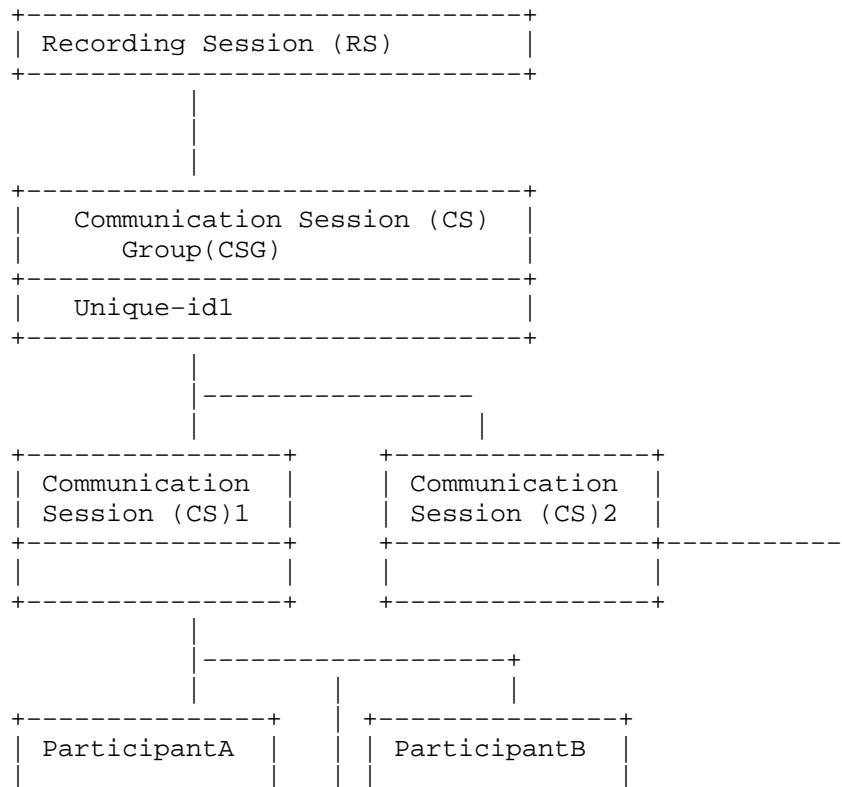 Recording Session (RS)
Communication Session (CS)
Group(CSG)
Unique-id1
Communication Communication
Session (CS)1 Session (CS)2
ParticipantA ParticipantB